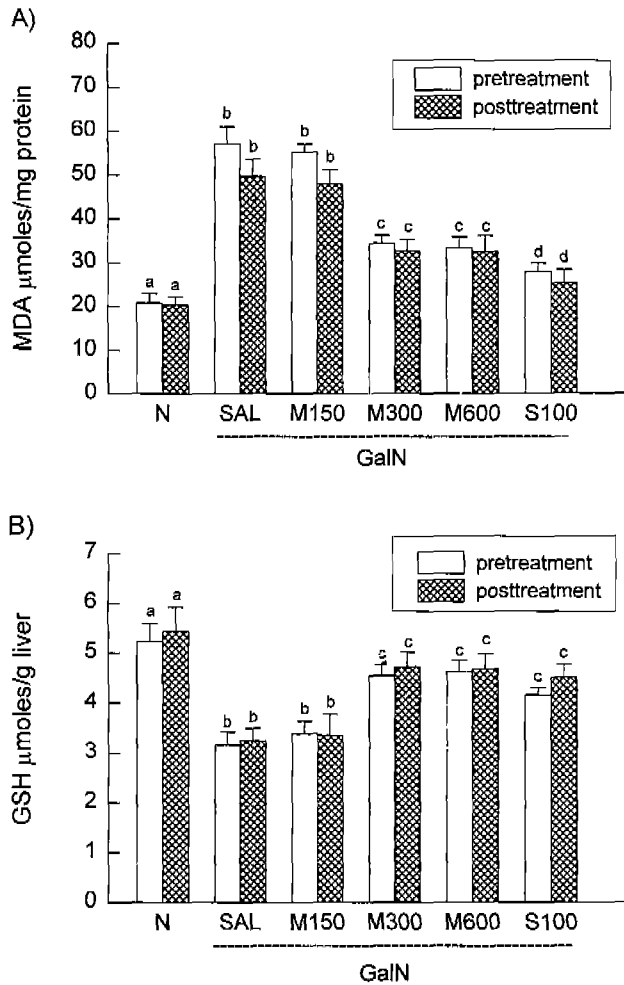 A)
MDA μmoles/mg protein
80
70
60
50
40
30
20
10
0
pretreatment
posttreatment
a a
b b
b b
c c
c c
d d
N SAL M150 M300 M600 S100
GalN
B)
GSH μmoles/g liver
7
6
5
4
3
2
1
0
pretreatment
posttreatment
a a
b b
b b
c c
c c
c c
N SAL M150 M300 M600 S100
GalN